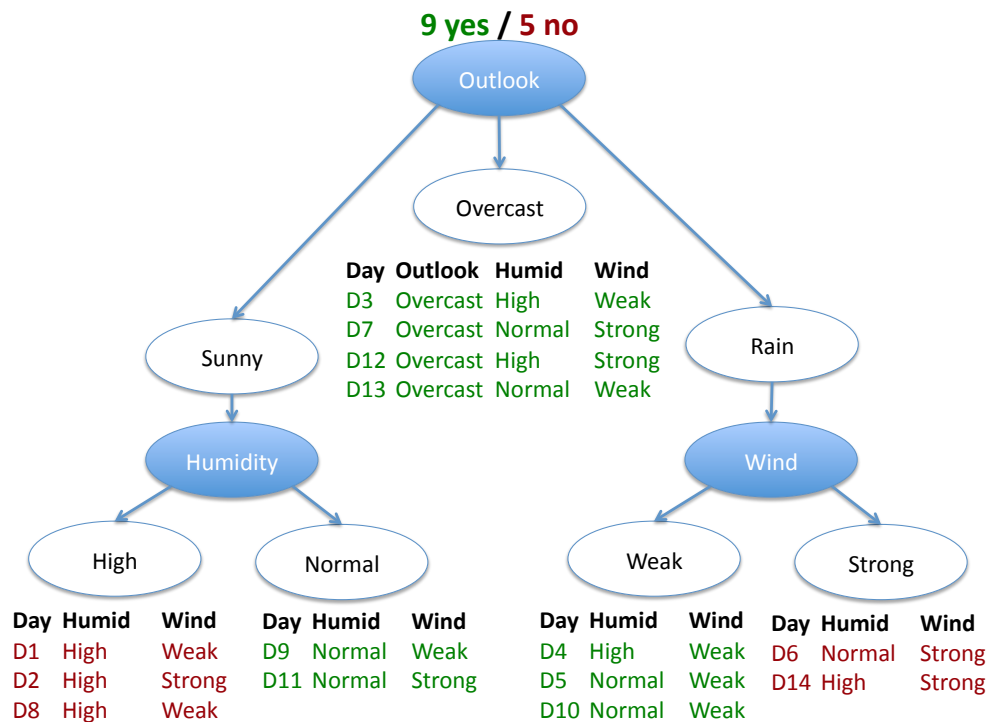 9 yes / 5 no
Outlook
Overcast
Day Outlook Humid Wind
D3 Overcast High Weak
D7 Overcast Normal Strong
D12 Overcast High Strong
D13 Overcast Normal Weak
Sunny
Rain
Humidity
Wind
High
Normal
Weak
Strong
Day Humid Wind
D1 High Weak
D2 High Strong
D8 High Weak
Day Humid Wind
D9 Normal Weak
D11 Normal Strong
Day Humid Wind
D4 High Weak
D5 Normal Weak
D10 Normal Weak
Day Humid Wind
D6 Normal Strong
D14 High Strong